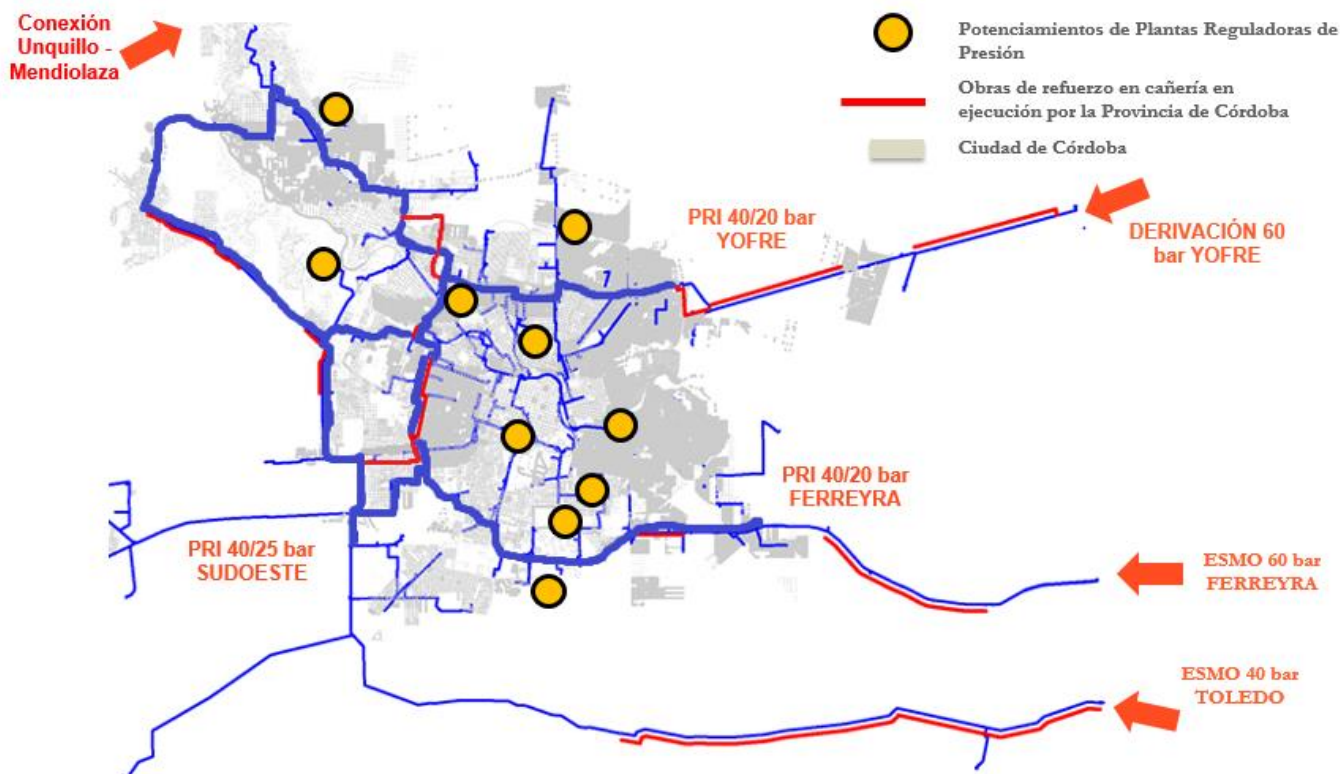 Conexión
Unquillo -
Mendiolaza
Potenciamientos de Plantas Reguladoras de
Presión
Obras de refuerzo en cañería en
ejecución por la Provincia de Córdoba
Ciudad de Córdoba
PRI 40/20 bar
YOFRE
DERIVACIÓN 60
bar YOFRE
PRI 40/20 bar
FERREYRA
PRI 40/25 bar
SUDOESTE
ESMO 60 bar
FERREYRA
ESMO 40 bar
TOLEDO